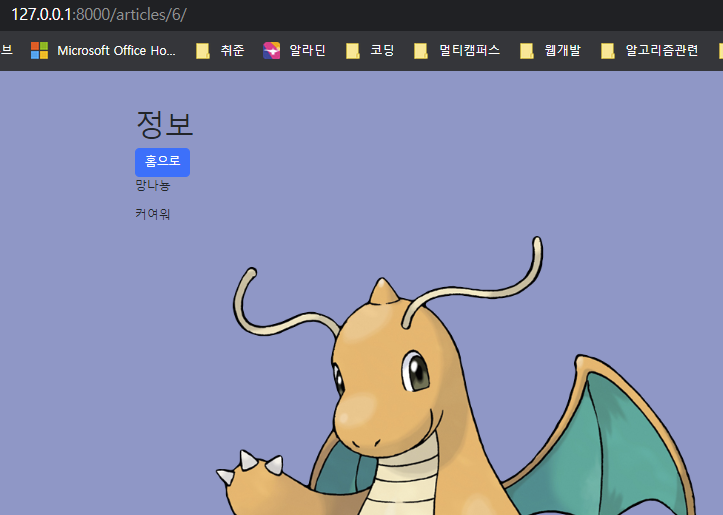 127.0.0.1:8000/articles/6/
브 Microsoft Office Ho... 취준 알라딘 코딩 멀티캠퍼스 웹개발 알고리즘관련
정보
홈으로
망나뇽
커여워